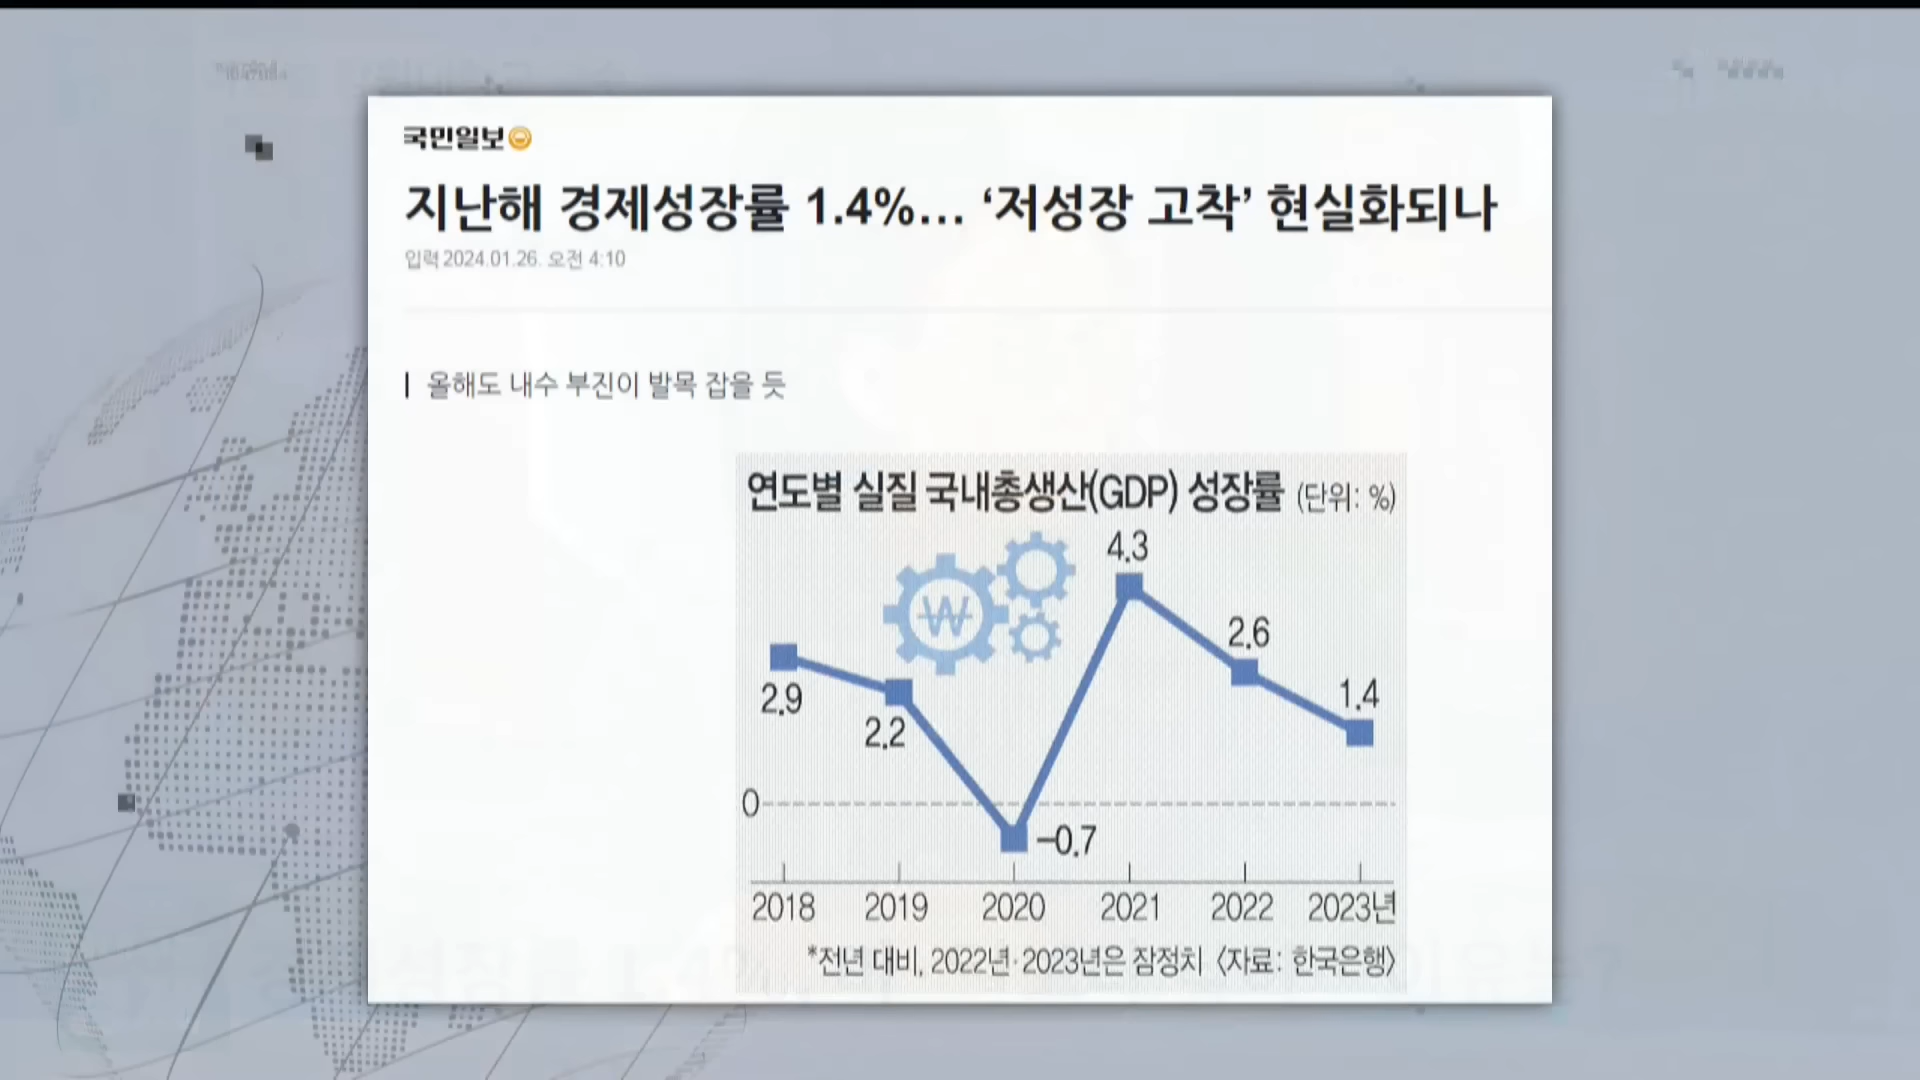 국민일보
지난해 경제성장률 1.4%… ‘저성장 고착’ 현실화되나
입력 2024.01.26. 오전 4:10
올해도 내수 부진이 발목 잡을 듯
연도별 실질 국내총생산(GDP) 성장률 (단위: %)
4.3
2.6
2.9
1.4
2.2
0
-0.7
2018 2019 2020 2021 2022 2023년
*전년 대비, 2022년·2023년은 잠정치 〈자료: 한국은행〉